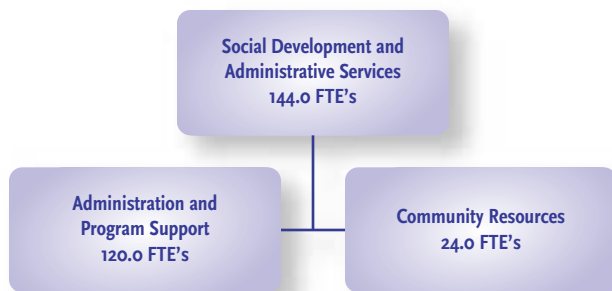 Social Development and
Administrative Services
144.0 FTE's
Administration and
Program Support
120.0 FTE's
Community Resources
24.0 FTE's